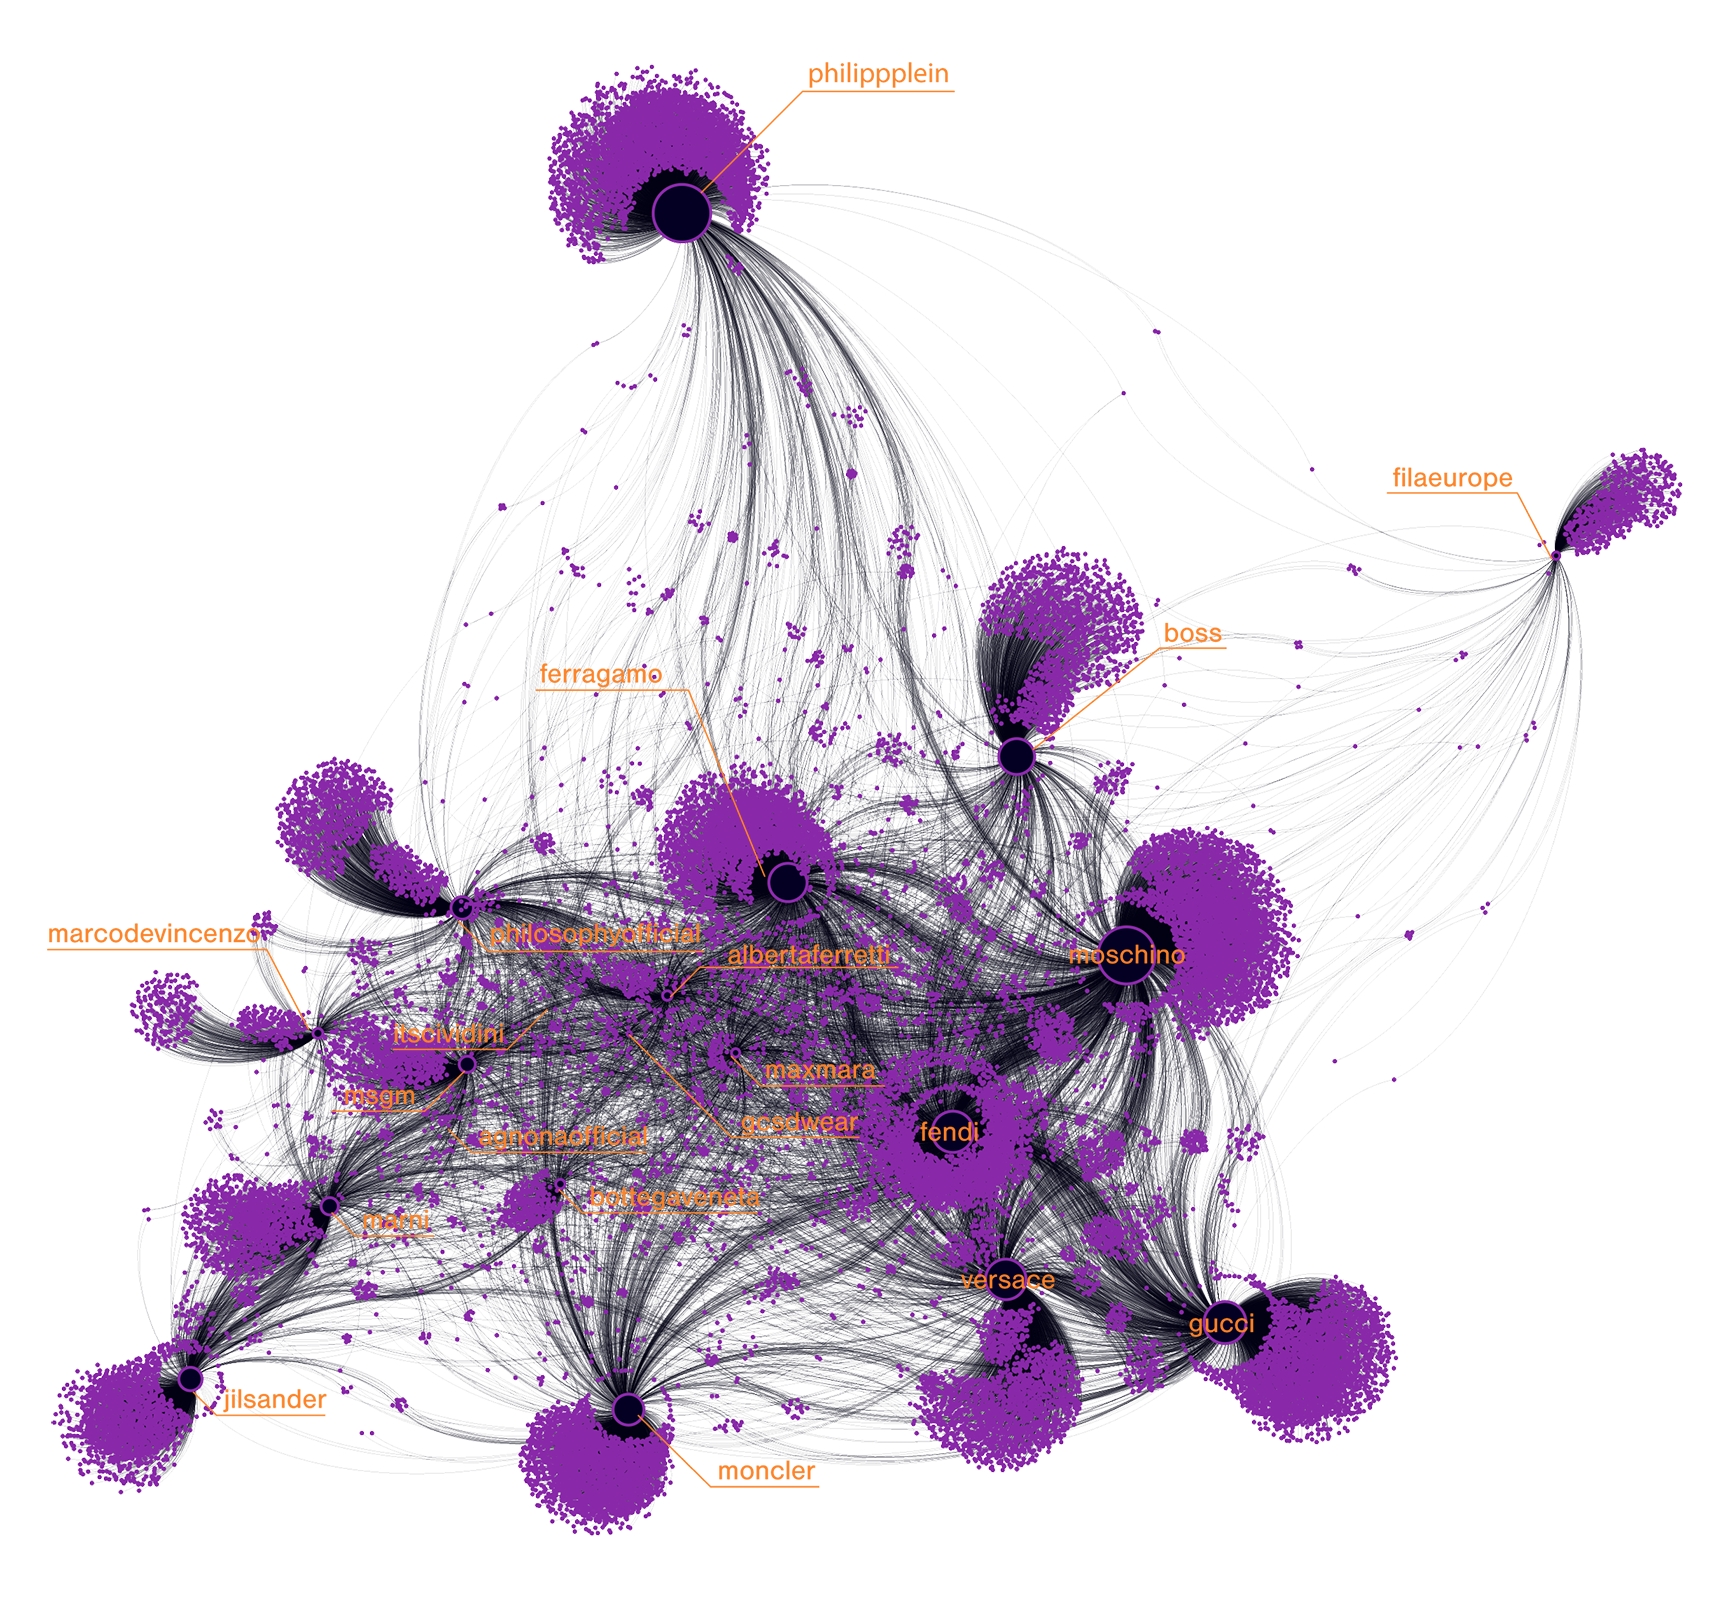 philippplein
filaeurope
boss
ferragamo
marcodevincenzo
philosophyofficial
albertaferretti
moschino
itscividini
maxmara
msgm
gcsdwear
fendi
agnonaofficial
bottegaveneta
marni
versace
gucci
jilsander
moncler